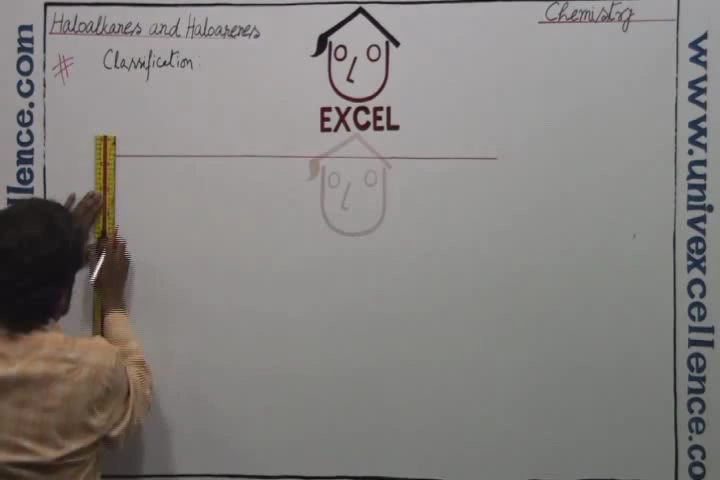 Haloalkanes and Haloarenes
Chemistry
# Classification:
EXCEL
llence.com
www.univexcellence.co